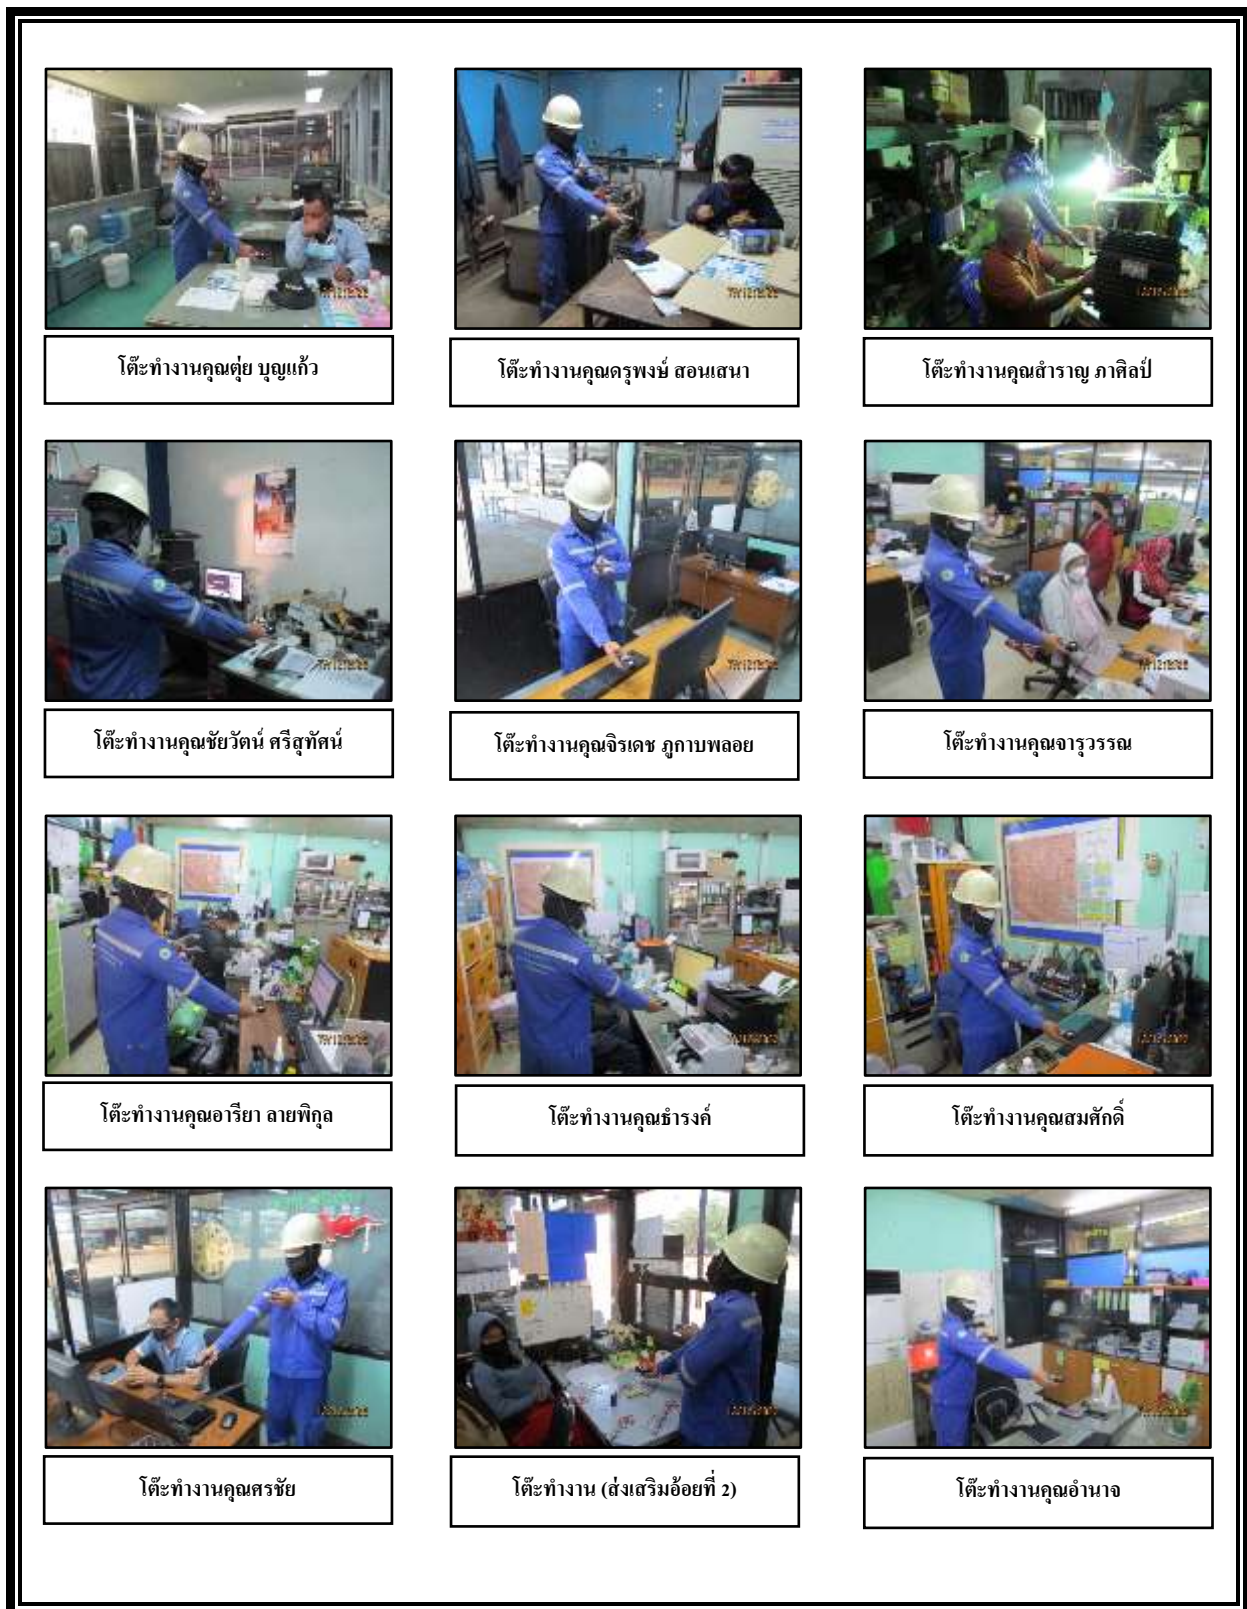 โต๊ะทำงานคุณตุ่ย บุญแก้ว
โต๊ะทำงานคุณดรุพงษ์ สอนเสนา
โต๊ะทำงานคุณสำราญ ภาศิลป์
โต๊ะทำงานคุณชัยวัตน์ ศรีสุทัศน์
โต๊ะทำงานคุณจิรเดช ภูกาบพลอย
โต๊ะทำงานคุณจารุวรรณ
โต๊ะทำงานคุณอารียา ลายพิกุล
โต๊ะทำงานคุณธำรงค์
โต๊ะทำงานคุณสมศักดิ์
โต๊ะทำงานคุณศรชัย
โต๊ะทำงาน (ส่งเสริมอ้อยที่ 2)
โต๊ะทำงานคุณอำนาจ